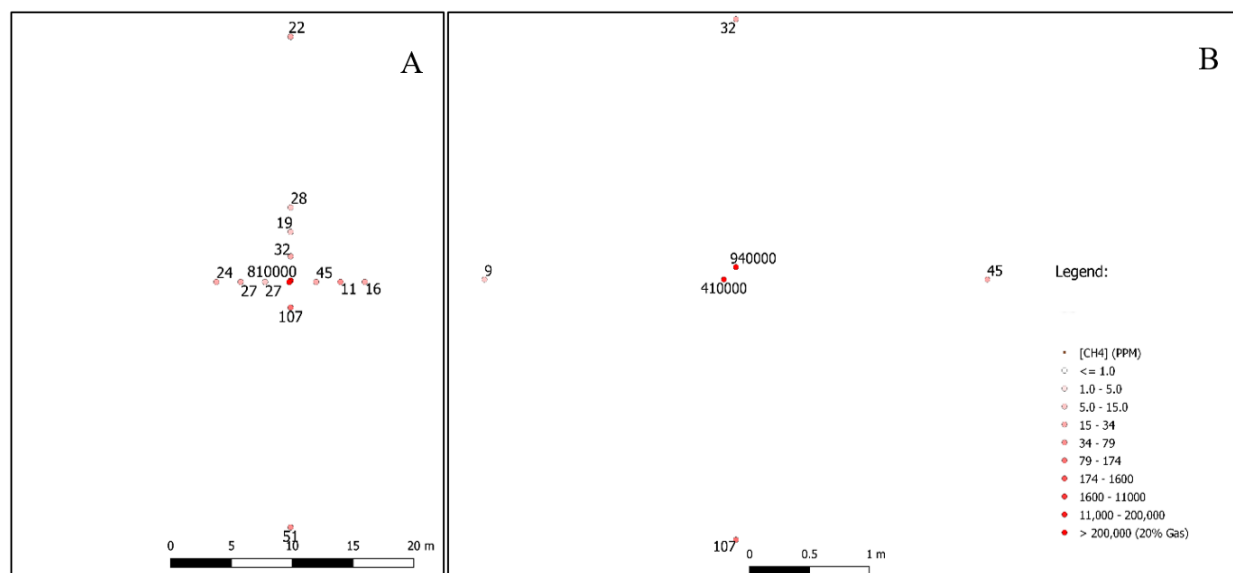 22
A
28
19
32
24
810000
45
27
27
11
16
107
51
0
5
10
15
20 m
32
B
9
940000
410000
45
107
0
0.5
1 m
Legend:
[CH4] (PPM)
<= 1.0
1.0 - 5.0
5.0 - 15.0
15 - 34
34 - 79
79 - 174
174 - 1600
1600 - 11000
11,000 - 200,000
> 200,000 (20% Gas)